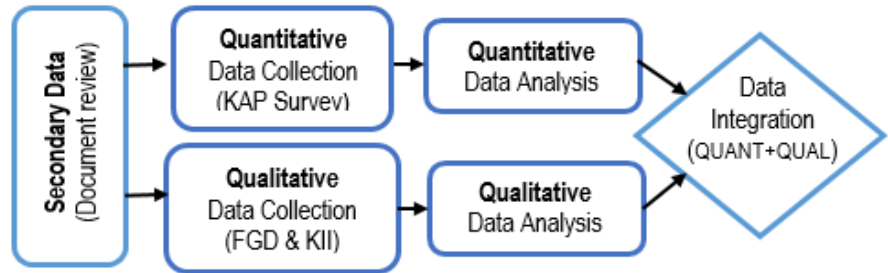 Secondary Data
(Document review)
Quantitative
Data Collection
(KAP Survey)
Quantitative
Data Analysis
Qualitative
Data Collection
(FGD & KII)
Qualitative
Data Analysis
Data
Integration
(QUANT+QUAL)